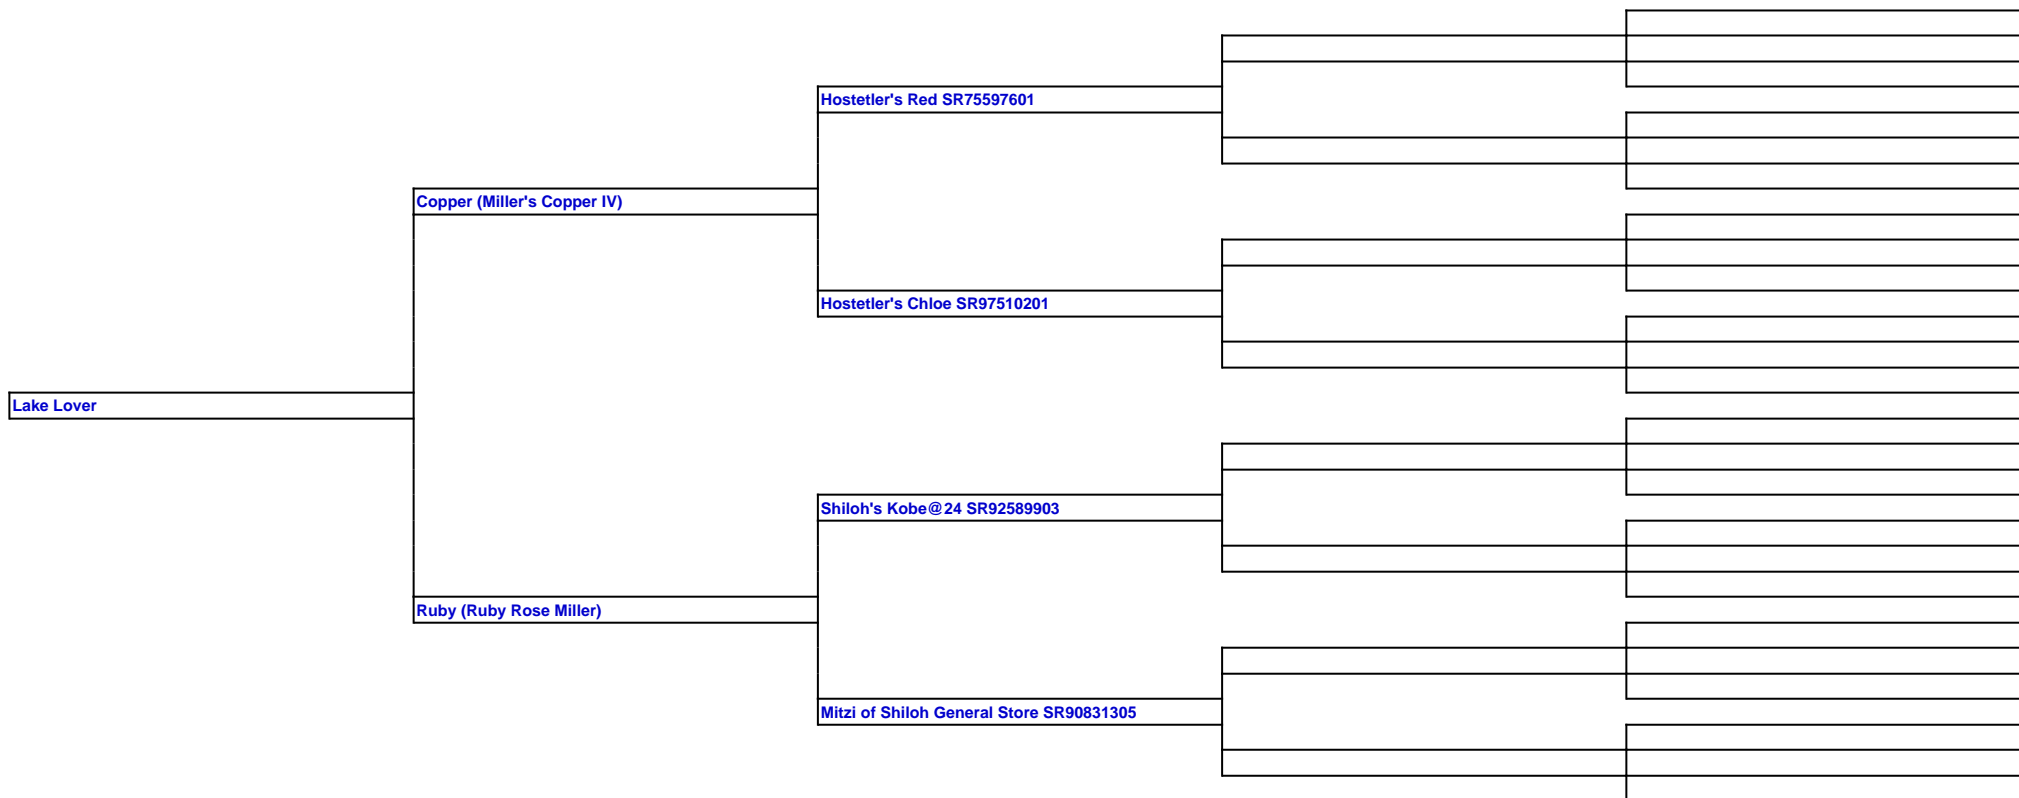 Hostetler's Red SR75597601
Copper (Miller's Copper IV)
Hostetler's Chloe SR97510201
Lake Lover
Shiloh's Kobe@24 SR92589903
Ruby (Ruby Rose Miller)
Mitzi of Shiloh General Store SR90831305